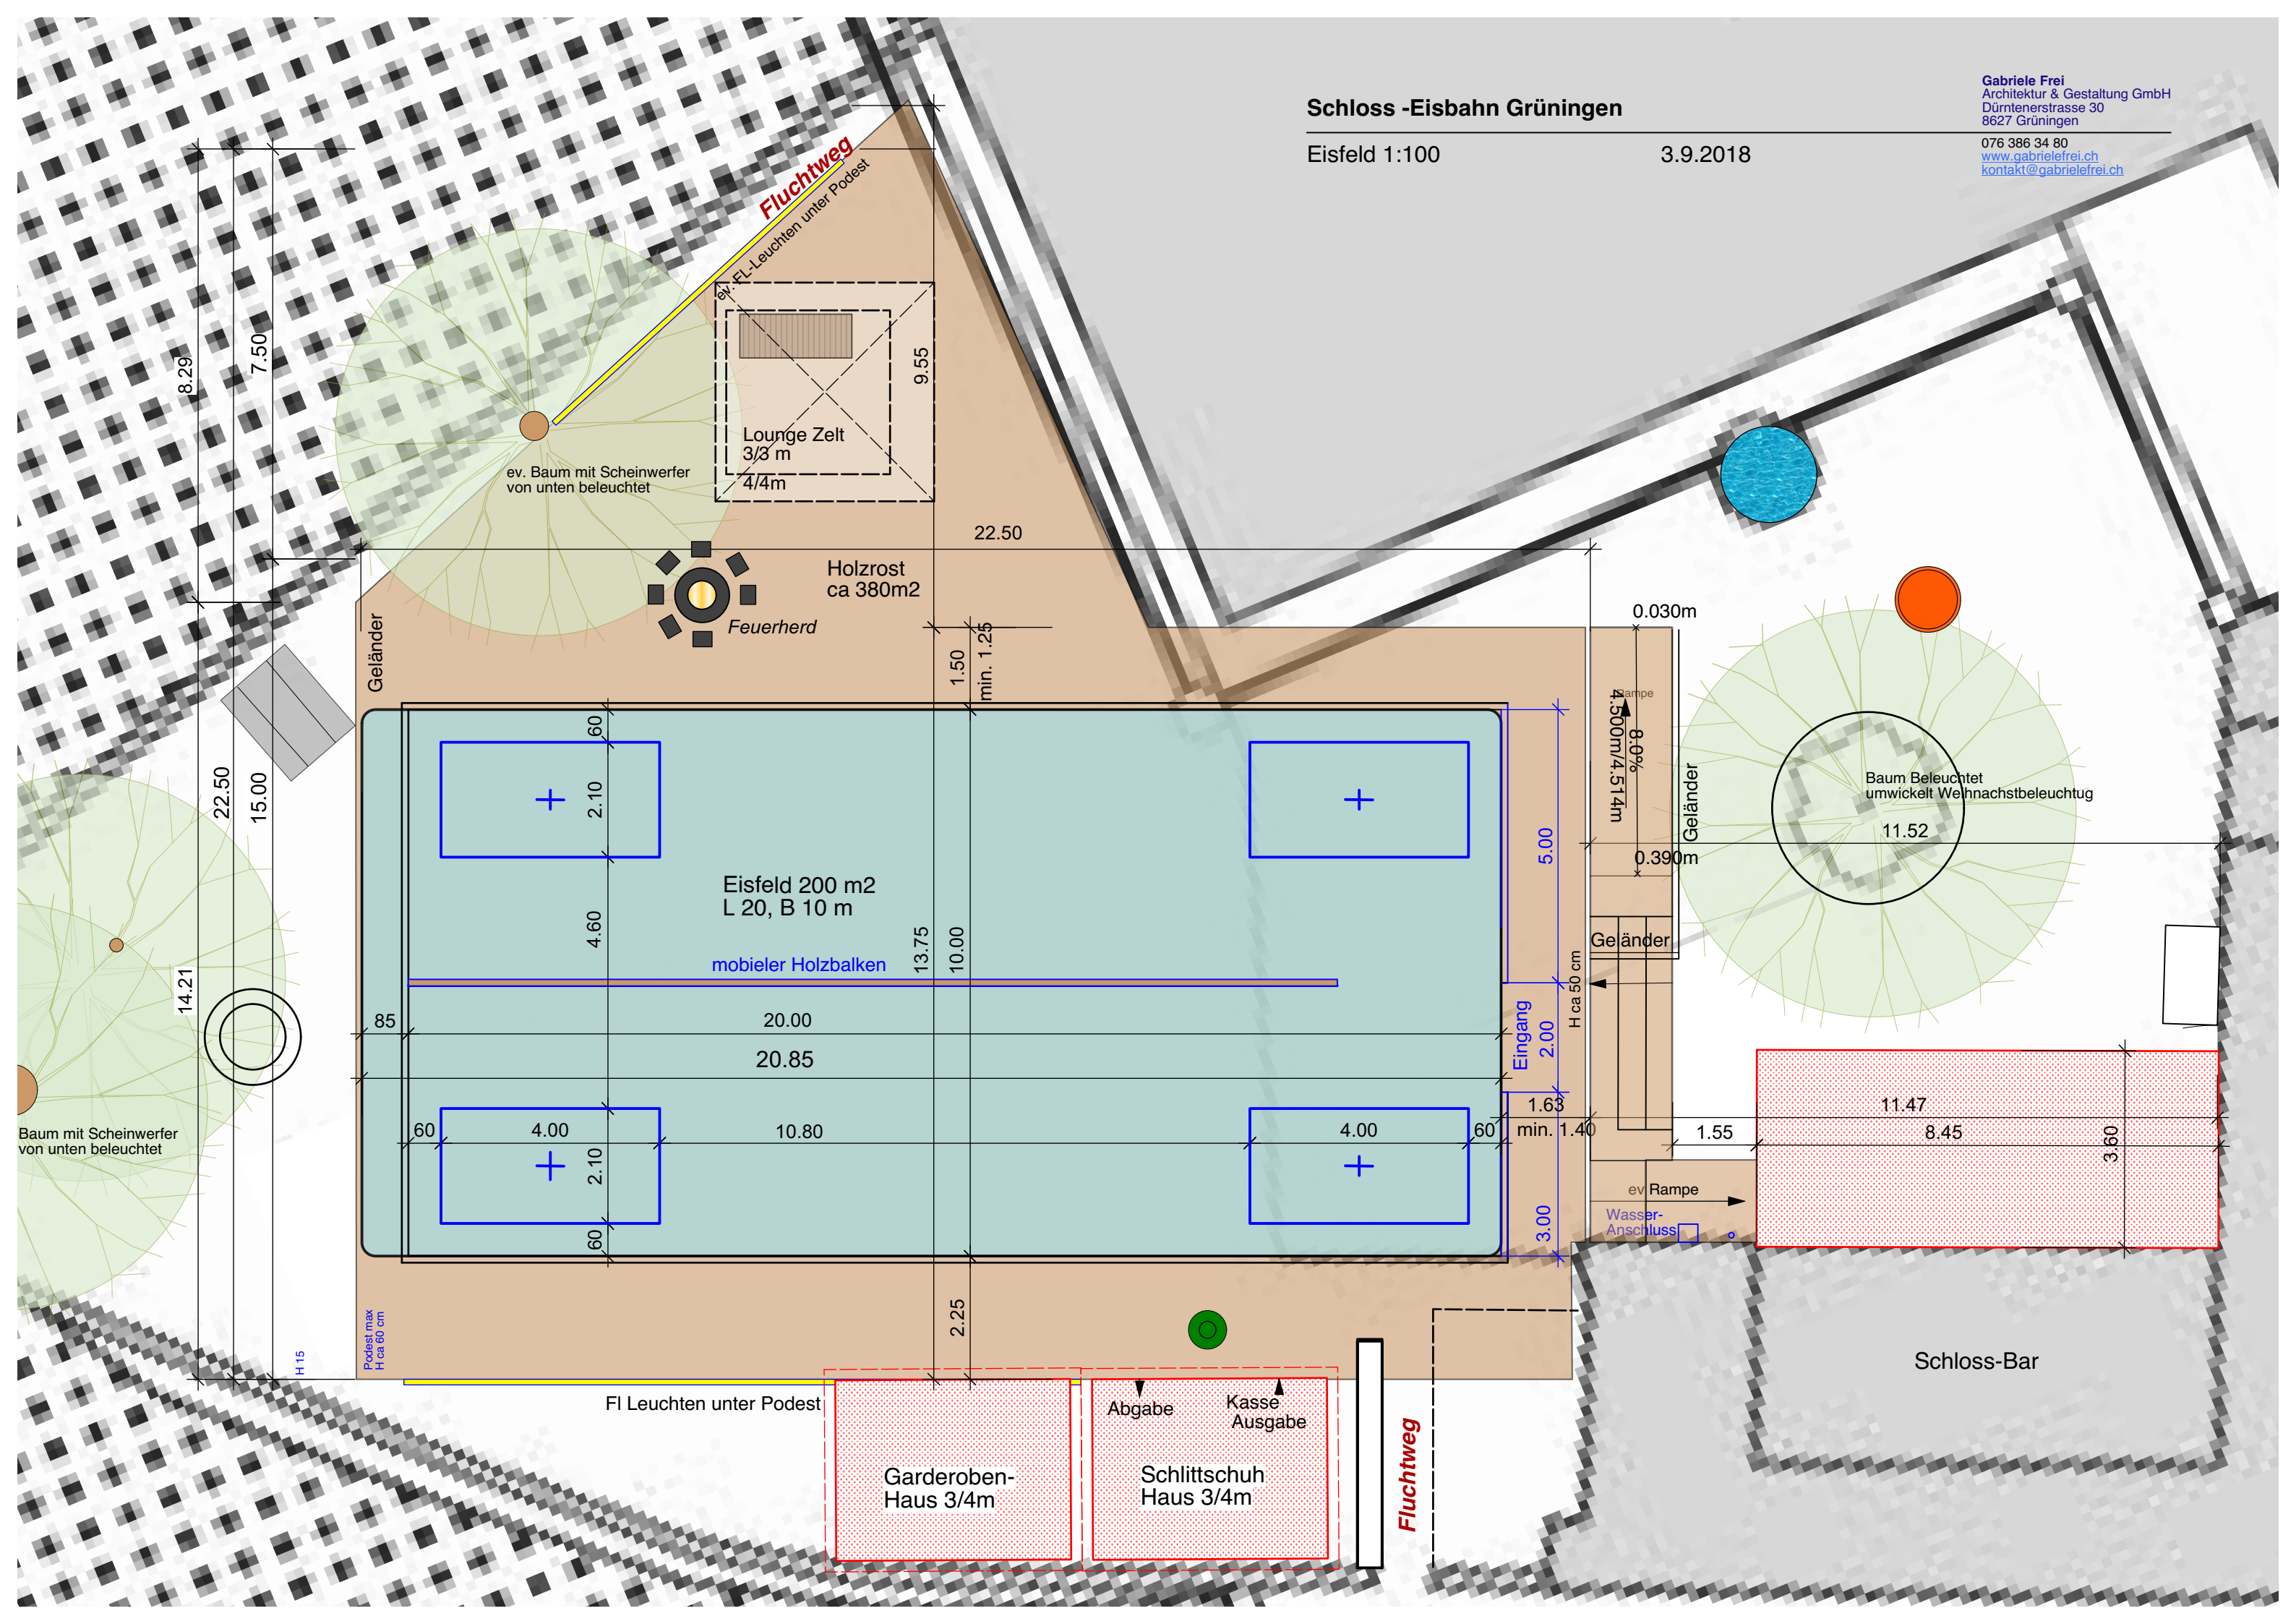 Schloss -Eisbahn Grüningen
Eisfeld 1:100
3.9.2018
Gabriele Frei
Architektur & Gestaltung GmbH
Dürntenerstrasse 30
8627 Grüningen
076 386 34 80
www.gabrielefrei.ch
kontakt@gabrielefrei.ch
Fluchtweg
ev. FL-Leuchten unter Podest
8.29
7.50
9.55
Lounge Zelt
3/3 m
4/4m
ev. Baum mit Scheinwerfer
von unten beleuchtet
22.50
Holzrost
ca 380m2
Feuerherd
Geländer
1.50
min. 1.25
0.030m
Rampe
4.500m/4.514m
8.0%
Geländer
0.390m
Baum Beleuchtet
umwickelt Weihnachstbeleuchtug
11.52
22.50
15.00
14.21
60
2.10
4.60
Eisfeld 200 m2
L 20, B 10 m
13.75
10.00
5.00
mobieler Holzbalken
Geländer
H ca 50 cm
85
20.00
20.85
Eingang
2.00
60
4.00
10.80
4.00
60
1.63
min. 1.40
1.55
11.47
8.45
3.60
2.10
60
3.00
ev Rampe
Wasser-
Anschluss
Baum mit Scheinwerfer
von unten beleuchtet
H 15
Podest max
H ca 60 cm
2.25
Fl Leuchten unter Podest
Abgabe
Kasse
Ausgabe
Garderoben-
Haus 3/4m
Schlittschuh
Haus 3/4m
Fluchtweg
Schloss-Bar